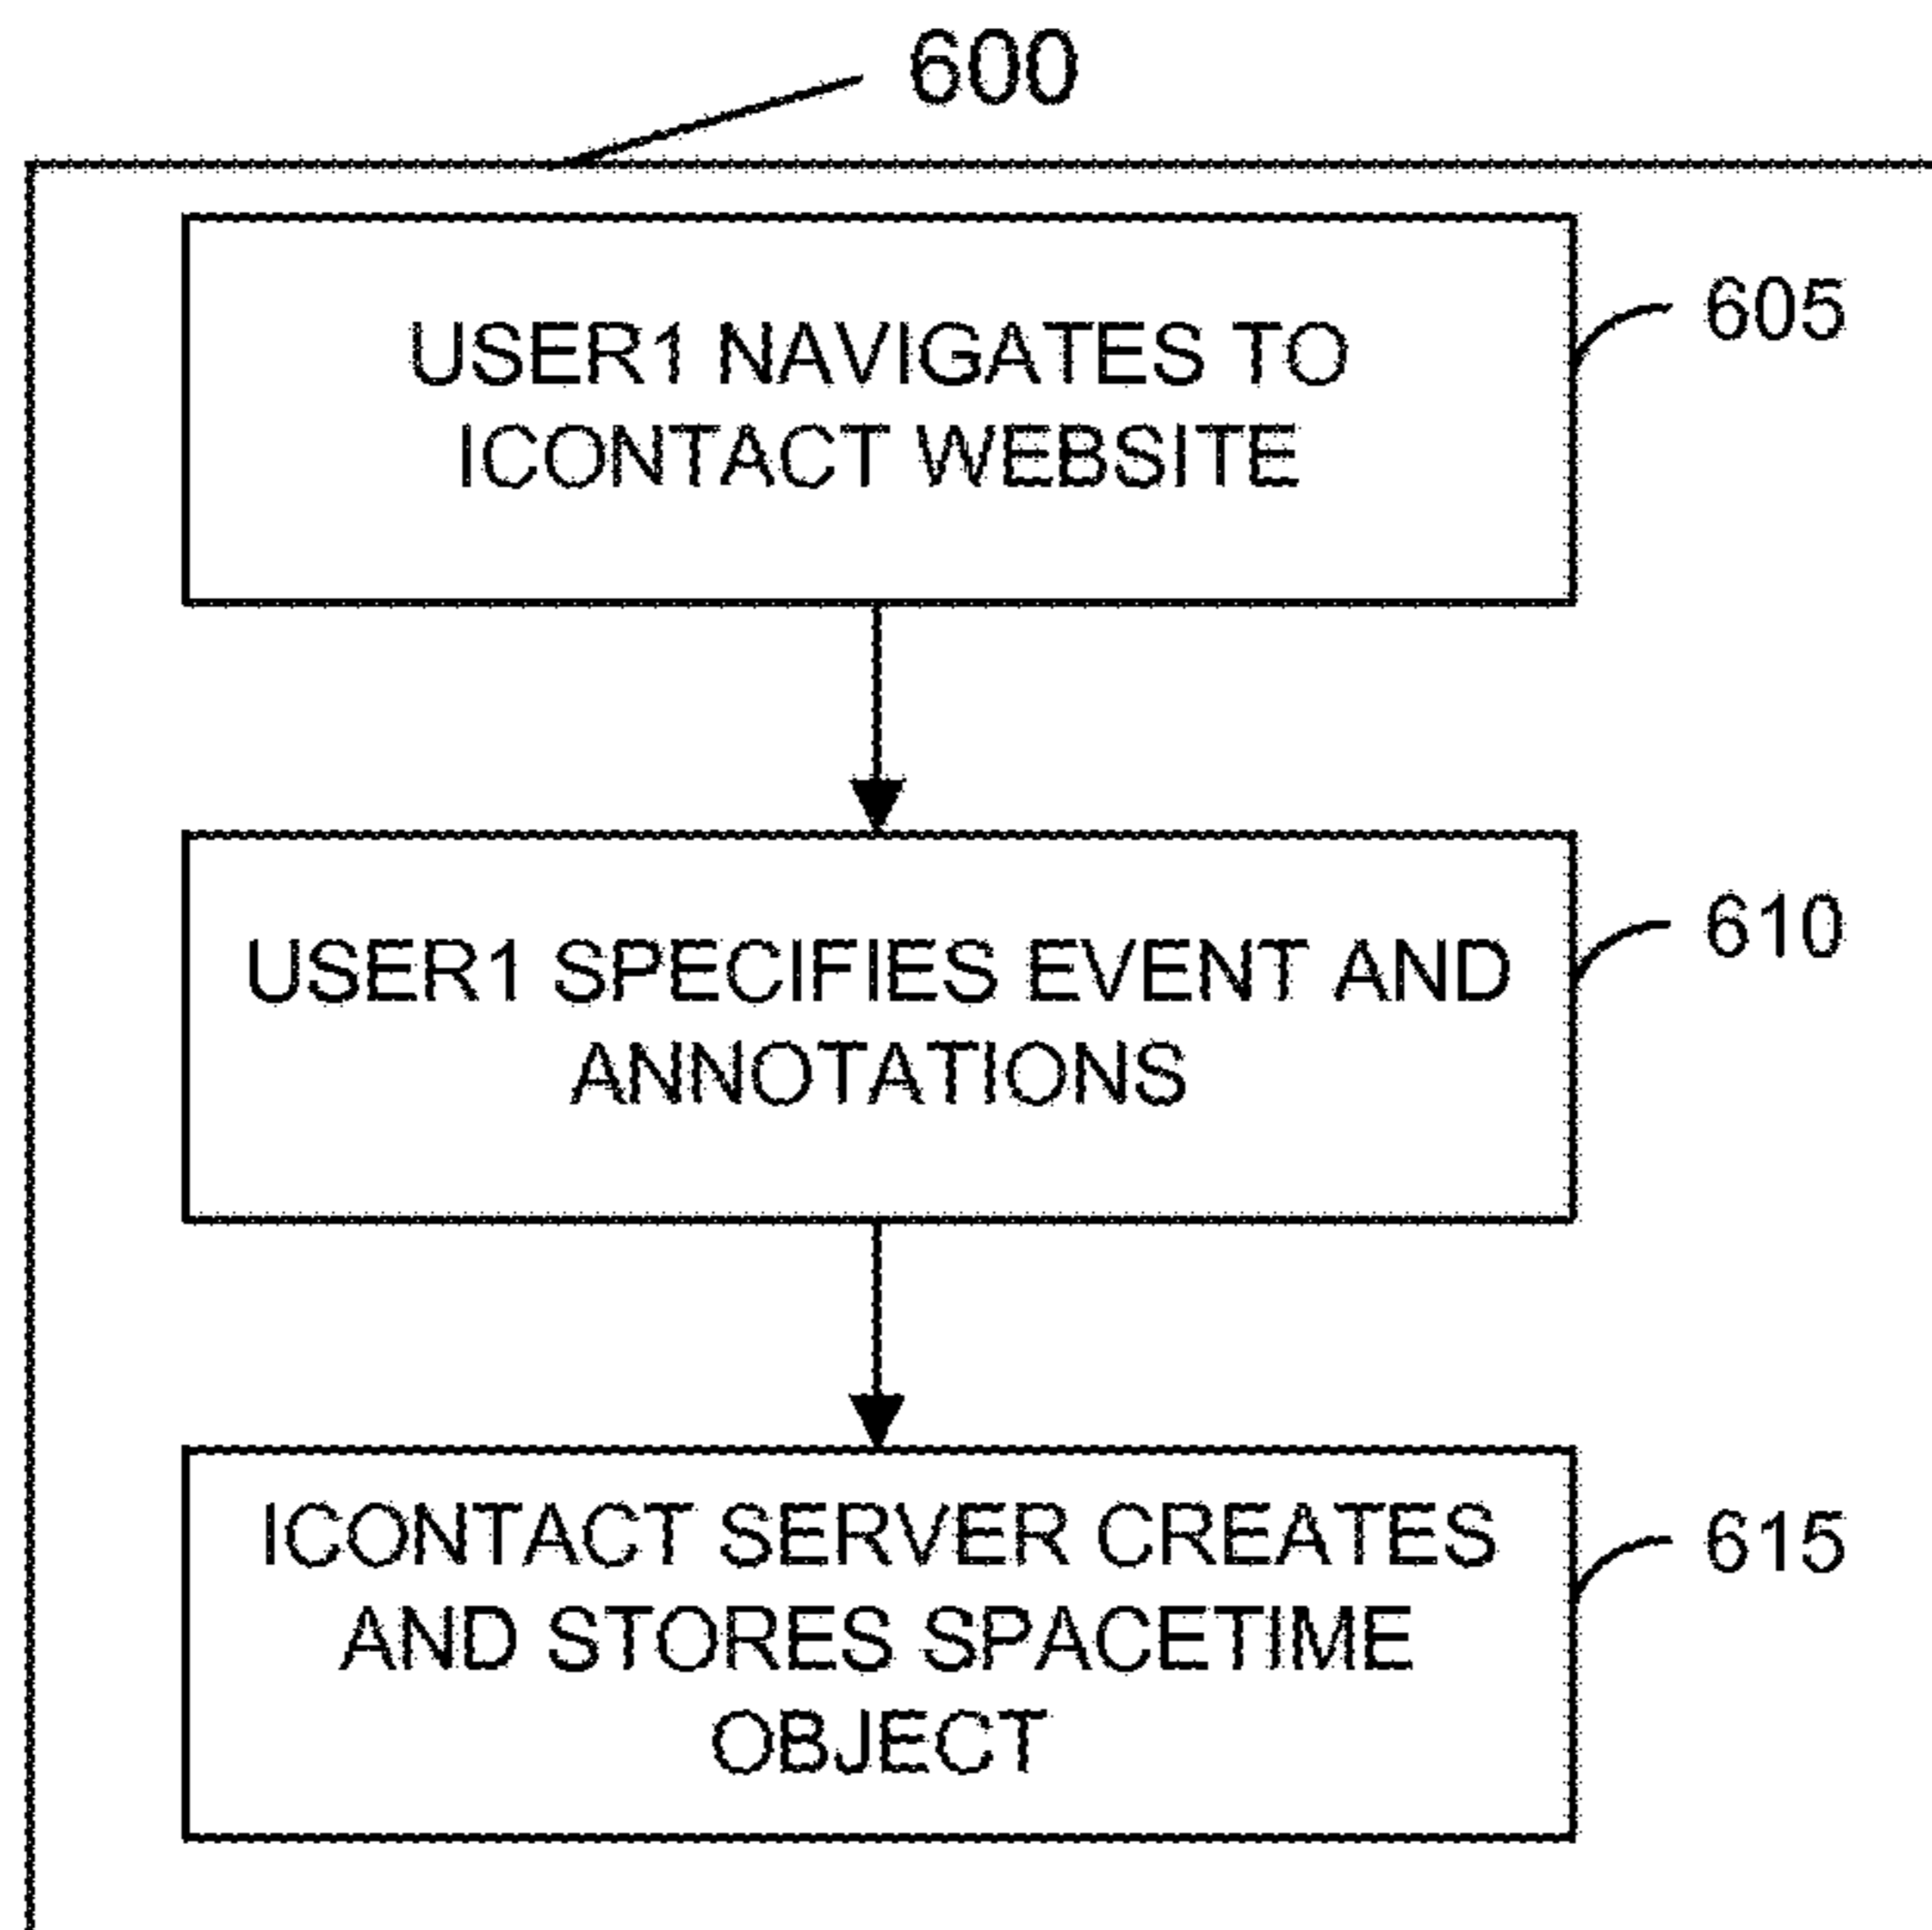 600
USER1 NAVIGATES TO
ICONTACT WEBSITE
605
USER1 SPECIFIES EVENT AND
ANNOTATIONS
610
ICONTACT SERVER CREATES
AND STORES SPACETIME
OBJECT
615